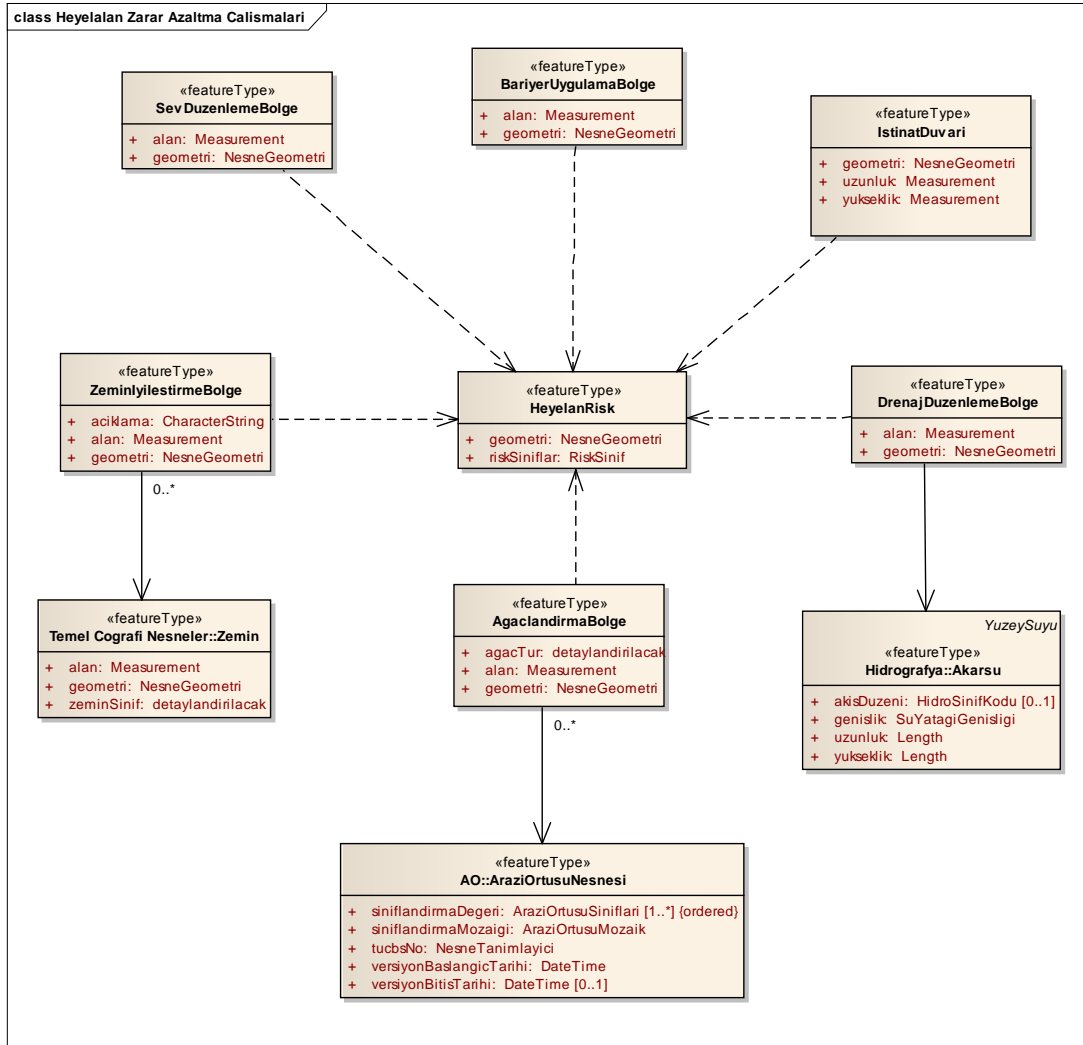 class Heyelalan Zarar Azaltma Calismalari
«featureType»
SevDuzenlemeBolge
+ alan: Measurement
+ geometri: NesneGeometri
«featureType»
BariyerUygulamaBolge
+ alan: Measurement
+ geometri: NesneGeometri
«featureType»
IstinatDuvari
+ geometri: NesneGeometri
+ uzunluk: Measurement
+ yukseklik: Measurement
«featureType»
ZeminIyilestirmeBolge
+ aciklama: CharacterString
+ alan: Measurement
+ geometri: NesneGeometri
0..*
«featureType»
HeyelanRisk
+ geometri: NesneGeometri
+ riskSiniflar: RiskSinif
«featureType»
DrenajDuzenlemeBolge
+ alan: Measurement
+ geometri: NesneGeometri
«featureType»
Temel Cografi Nesneler::Zemin
+ alan: Measurement
+ geometri: NesneGeometri
+ zeminSinif: detaylandirilacak
«featureType»
AgaclandirmaBolge
+ agacTur: detaylandirilacak
+ alan: Measurement
+ geometri: NesneGeometri
0..*
YuzeySuyu
«featureType»
Hidrografya::Akarsu
+ akisDuzeni: HidroSinifKodu [0..1]
+ genislik: SuYatagiGenisligi
+ uzunluk: Length
+ yukseklik: Length
«featureType»
AO::AraziOrtusuNesnesi
+ siniflandirmaDegeri: AraziOrtusuSiniflari [1..*] {ordered}
+ siniflandirmaMozaigi: AraziOrtusuMozaik
+ tucbsNo: NesneTanimlayici
+ versiyonBaslangicTarihi: DateTime
+ versiyonBitisTarihi: DateTime [0..1]